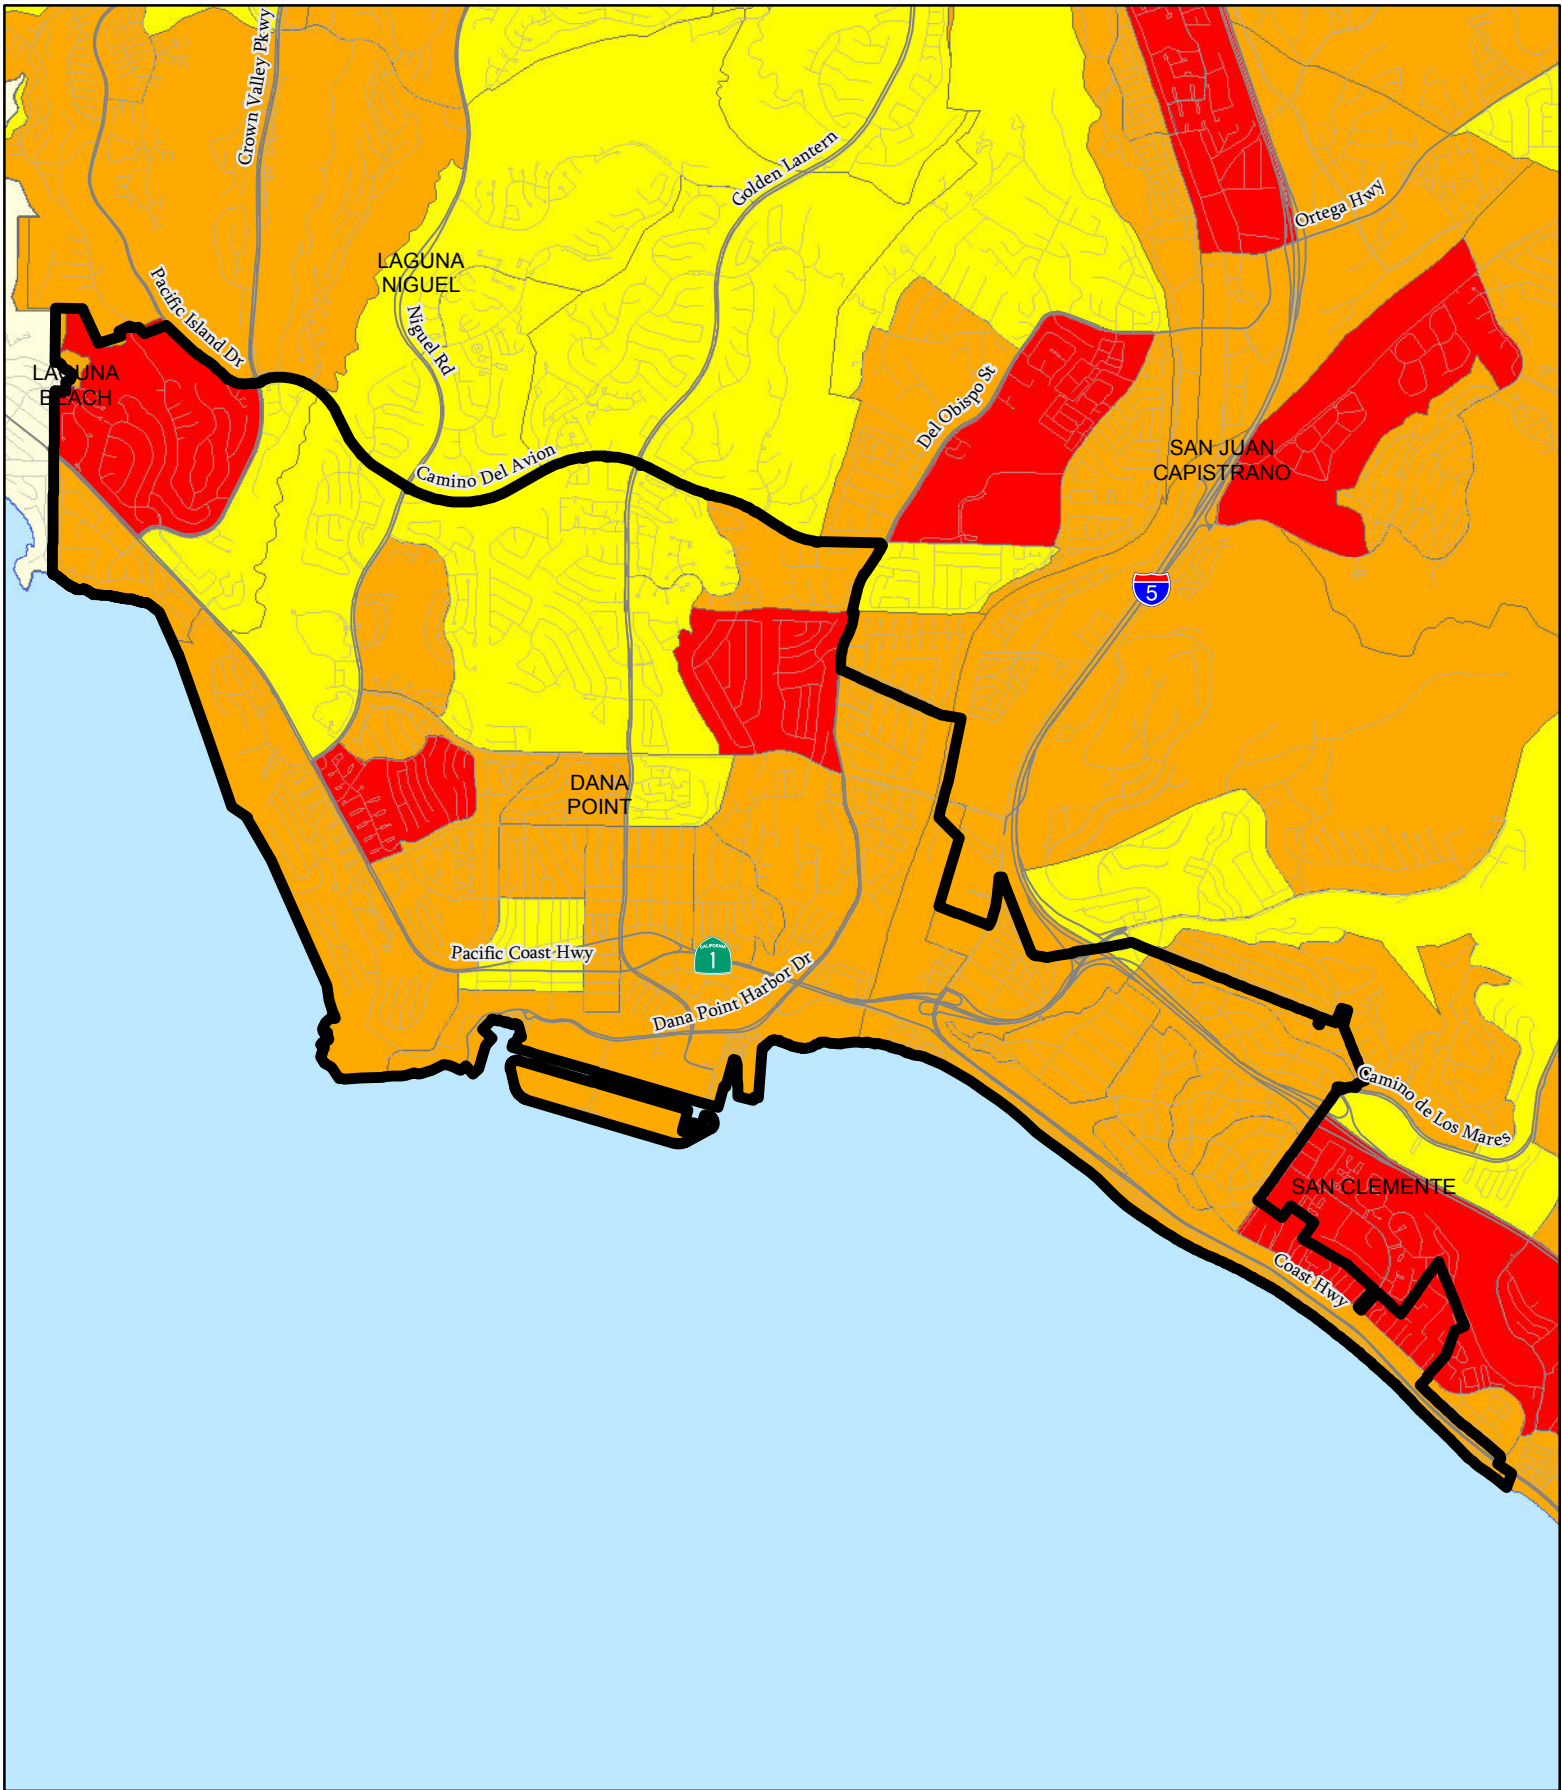 Crown Valley Pkwy
Golden Lantern
Ortega Hwy
LAGUNA
NIGUEL
Pacific Island Dr
Niguel Rd
LAGUNA
BEACH
Del Obispo St
SAN JUAN
CAPISTRANO
Camino Del Avion
5
DANA
POINT
Pacific Coast Hwy
CALIFORNIA
1
Dana Point Harbor Dr
Camino de Los Mares
SAN CLEMENTE
Coast Hwy